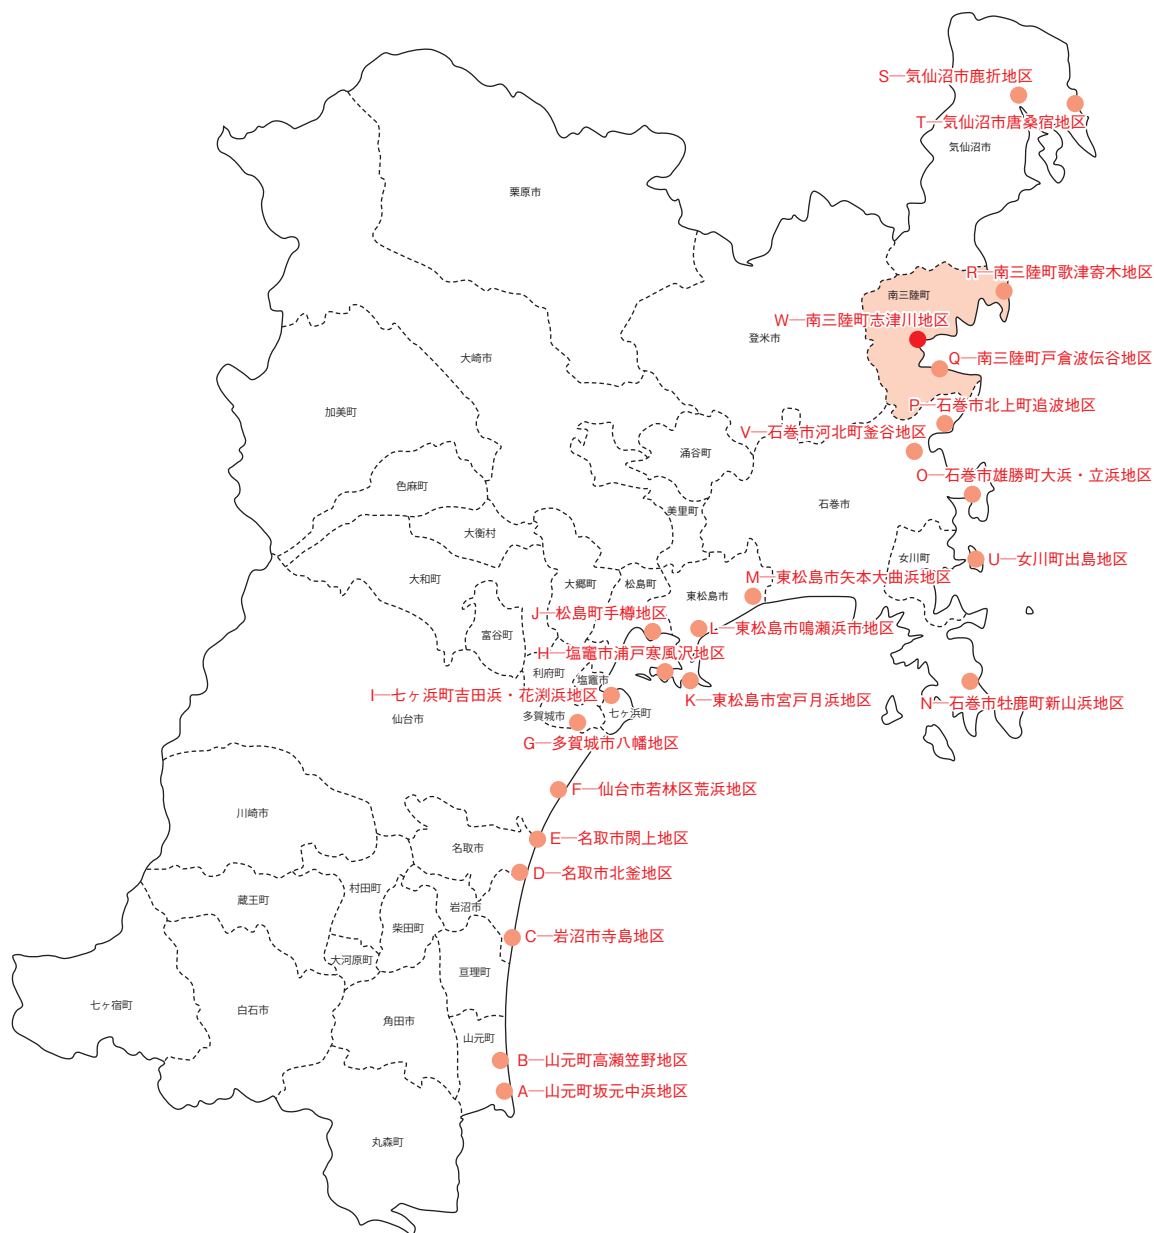 S―気仙沼市鹿折地区
T―気仙沼市唐桑宿地区
気仙沼市
栗原市
R―南三陸町歌津寄木地区
南三陸町
W―南三陸町志津川地区
登米市
大崎市
Q―南三陸町戸倉波伝谷地区
加美町
P―石巻市北上町追波地区
V―石巻市河北町釜谷地区
涌谷町
O―石巻市雄勝町大浜・立浜地区
色麻町
石巻市
美里町
大衡村
女川町
U―女川町出島地区
大和町
大郷町
松島町
M―東松島市矢本大曲浜地区
東松島市
J―松島町手樽地区
L―東松島市鳴瀬浜市地区
富谷町
H―塩竈市浦戸寒風沢地区
利府町
塩竈市
I―七ヶ浜町吉田浜・花渕浜地区
K―東松島市宮戸月浜地区
N―石巻市牡鹿町新山浜地区
仙台市
多賀城市
七ヶ浜町
G―多賀城市八幡地区
F―仙台市若林区荒浜地区
川崎市
E―名取市閖上地区
名取市
D―名取市北釜地区
村田町
蔵王町
岩沼市
柴田町
C―岩沼市寺島地区
大河原町
亘理町
七ヶ宿町
白石市
角田市
山元町
B―山元町高瀬笠野地区
A―山元町坂元中浜地区
丸森町